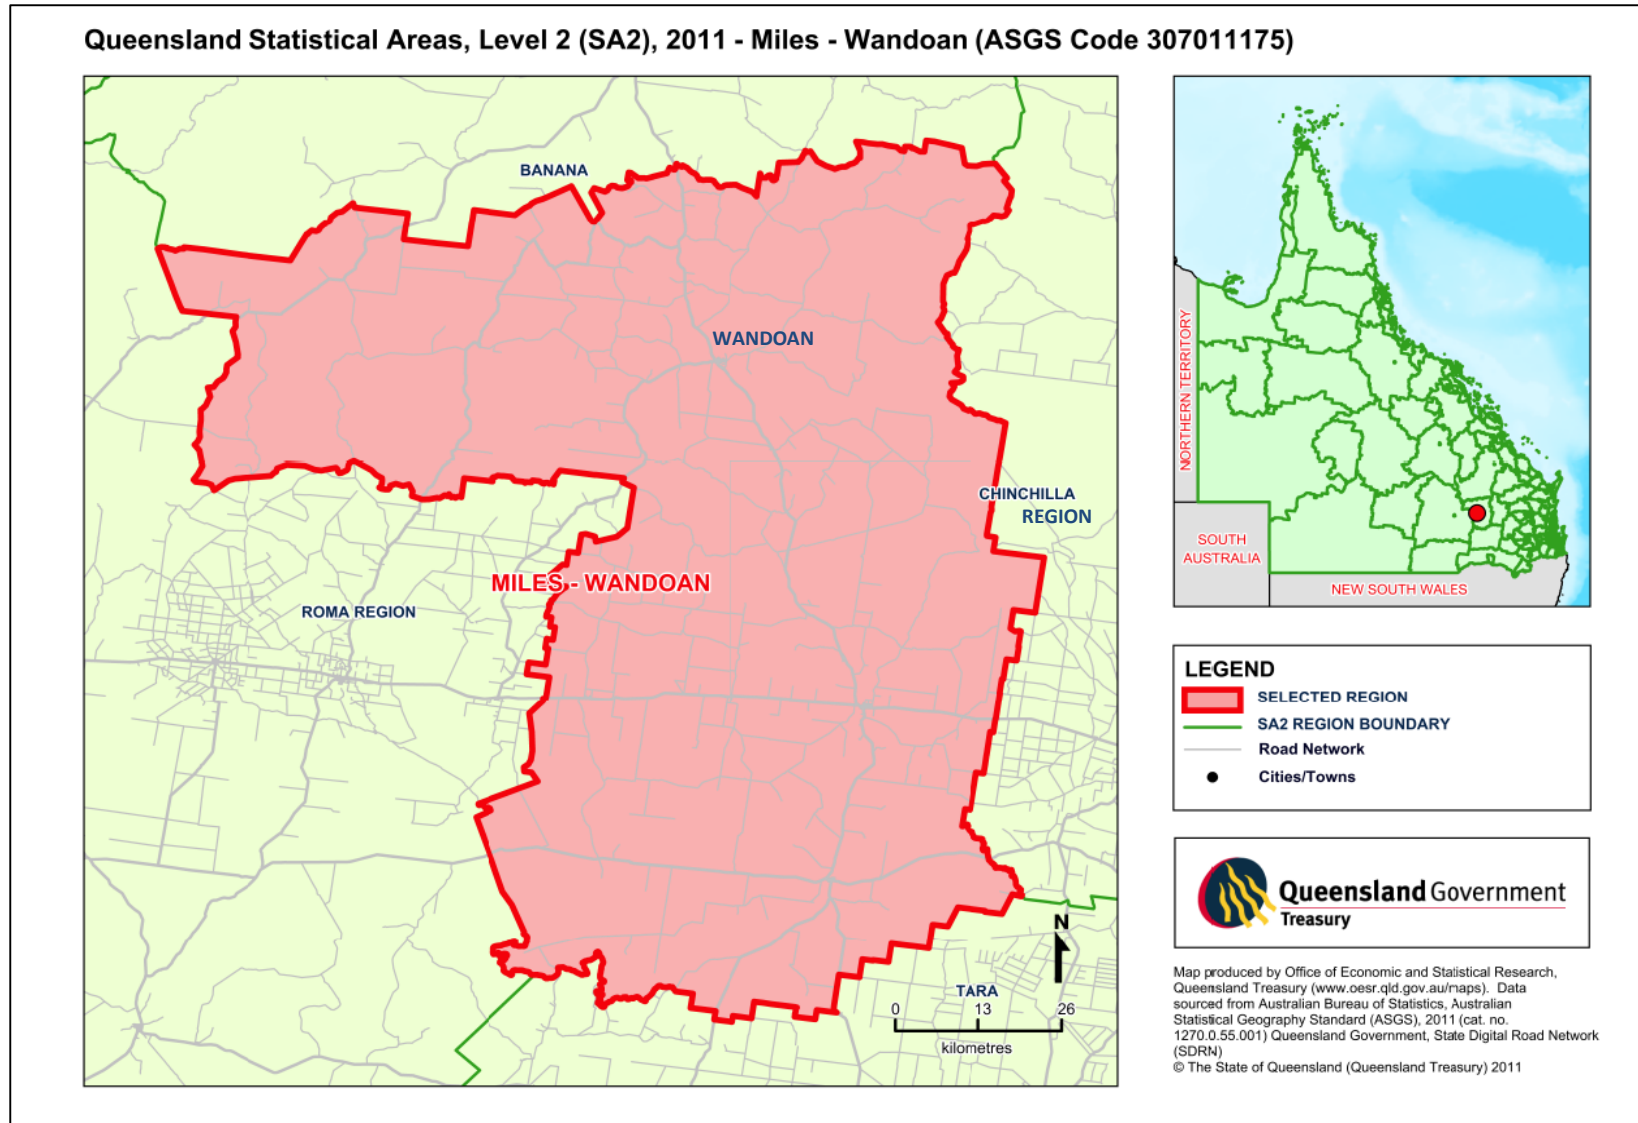 Queensland Statistical Areas, Level 2 (SA2), 2011 - Miles - Wandoan (ASGS Code 307011175)
BANANA
WANDOAN
CHINCHILLA
REGION
MILES - WANDOAN
ROMA REGION
TARA
N
0 13 26
kilometres
NORTHERN TERRITORY
SOUTH
AUSTRALIA
NEW SOUTH WALES
LEGEND
SELECTED REGION
SA2 REGION BOUNDARY
Road Network
Cities/Towns
Queensland Government
Treasury
Map produced by Office of Economic and Statistical Research,
Queensland Treasury (www.oesr.qld.gov.au/maps). Data
sourced from Australian Bureau of Statistics, Australian
Statistical Geography Standard (ASGS), 2011 (cat. no.
1270.0.55.001) Queensland Government, State Digital Road Network
(SDRN)
© The State of Queensland (Queensland Treasury) 2011